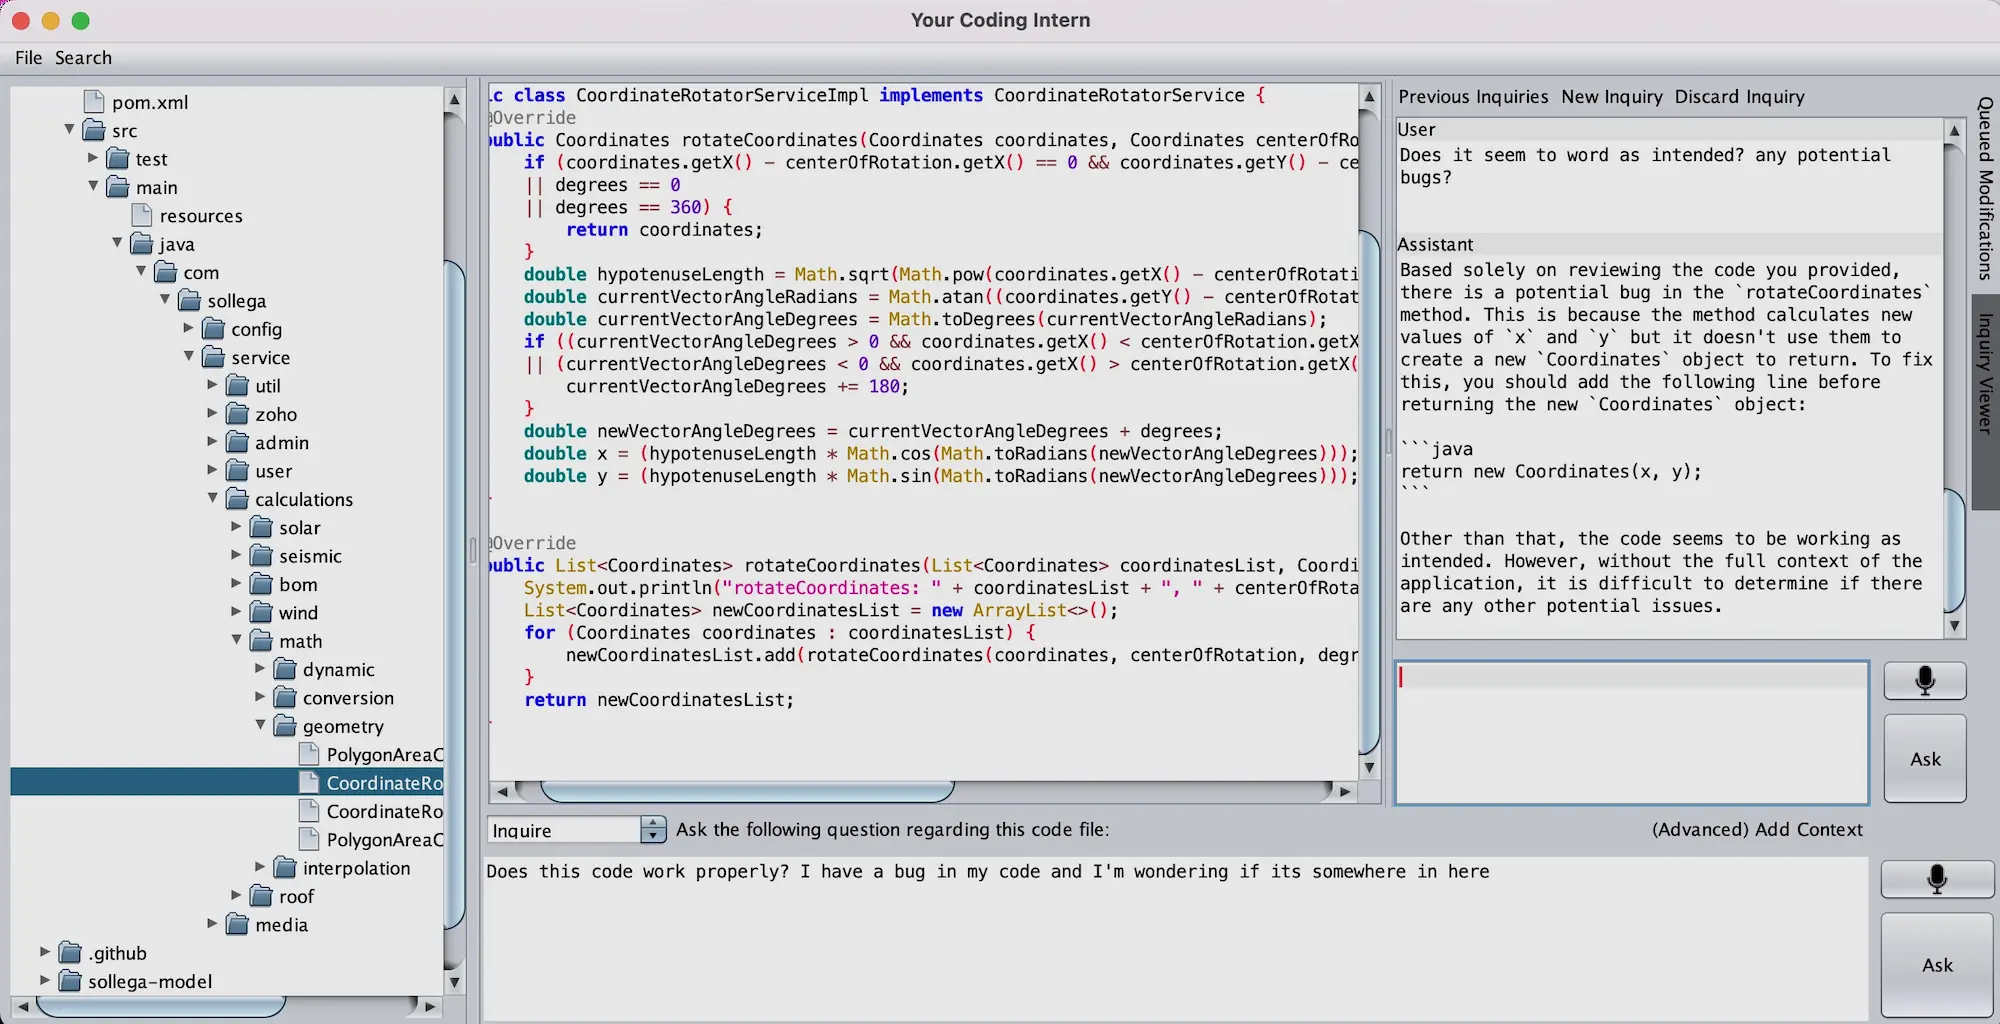 Your Coding Intern
File Search
pom.xml
src
test
main
resources
java
com
sollega
config
service
util
zoho
admin
user
calculations
solar
seismic
bom
wind
math
dynamic
conversion
geometry
PolygonAreaC
CoordinateRo
CoordinateRo
PolygonAreaC
interpolation
roof
media
.github
sollega-model
ic class CoordinateRotatorServiceImpl implements CoordinateRotatorService {
@Override
public Coordinates rotateCoordinates(Coordinates coordinates, Coordinates centerOfRo
if (coordinates.getX() - centerOfRotation.getX() == 0 && coordinates.getY() - ce
|| degrees == 0
|| degrees == 360) {
return coordinates;
}
double hypotenuseLength = Math.sqrt(Math.pow(coordinates.getX() - centerOfRotati
double currentVectorAngleRadians = Math.atan((coordinates.getY() - centerOfRotat
double currentVectorAngleDegrees = Math.toDegrees(currentVectorAngleRadians);
if ((currentVectorAngleDegrees > 0 && coordinates.getX() < centerOfRotation.getX
|| (currentVectorAngleDegrees < 0 && coordinates.getX() > centerOfRotation.getX(
currentVectorAngleDegrees += 180;
}
double newVectorAngleDegrees = currentVectorAngleDegrees + degrees;
double x = (hypotenuseLength * Math.cos(Math.toRadians(newVectorAngleDegrees)));
double y = (hypotenuseLength * Math.sin(Math.toRadians(newVectorAngleDegrees)));
@Override
public List<Coordinates> rotateCoordinates(List<Coordinates> coordinatesList, Coordi
System.out.println("rotateCoordinates: " + coordinatesList + ", " + centerOfRota
List<Coordinates> newCoordinatesList = new ArrayList<>();
for (Coordinates coordinates : coordinatesList) {
newCoordinatesList.add(rotateCoordinates(coordinates, centerOfRotation, degr
}
return newCoordinatesList;
Inquire
Ask the following question regarding this code file:
(Advanced) Add Context
Does this code work properly? I have a bug in my code and I'm wondering if its somewhere in here
Ask
Previous Inquiries New Inquiry Discard Inquiry
User
Does it seem to word as intended? any potential
bugs?
Assistant
Based solely on reviewing the code you provided,
there is a potential bug in the `rotateCoordinates`
method. This is because the method calculates new
values of `x` and `y` but it doesn't use them to
create a new `Coordinates` object to return. To fix
this, you should add the following line before
returning the new `Coordinates` object:
```java
return new Coordinates(x, y);
```
Other than that, the code seems to be working as
intended. However, without the full context of the
application, it is difficult to determine if there
are any other potential issues.
Ask
Queued Modifications
Inquiry Viewer